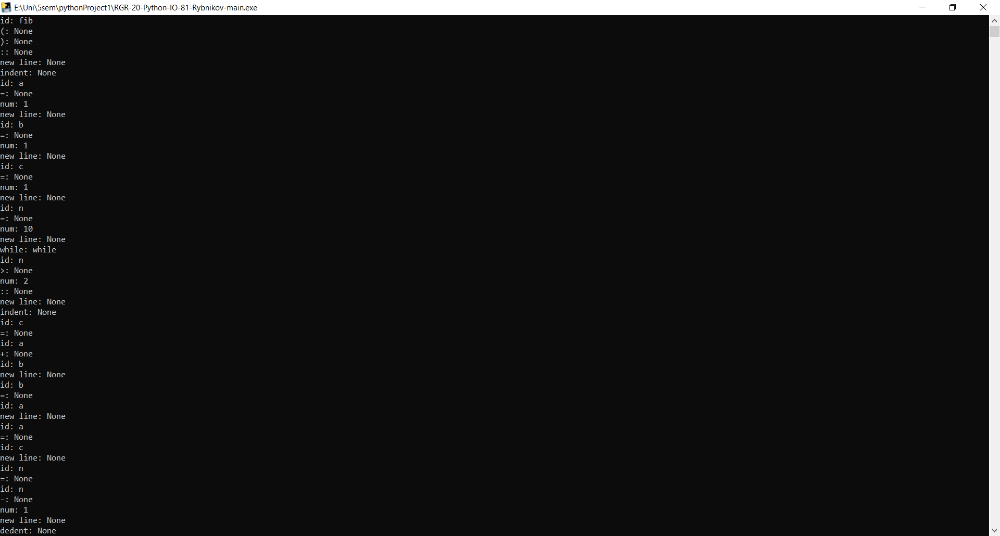 E:\Uni\5sem\pythonProject1\RGR-20-Python-IO-81-Rybnikov-main.exe
id: fib
(: None
): None
:: None
new line: None
indent: None
id: a
=: None
num: 1
new line: None
id: b
=: None
num: 1
new line: None
id: c
=: None
num: 1
new line: None
id: n
=: None
num: 10
new line: None
while: while
id: n
>: None
num: 2
:: None
new line: None
indent: None
id: c
=: None
id: a
+: None
id: b
new line: None
id: b
=: None
id: a
new line: None
id: a
=: None
id: c
new line: None
id: n
=: None
id: n
-: None
num: 1
new line: None
dedent: None